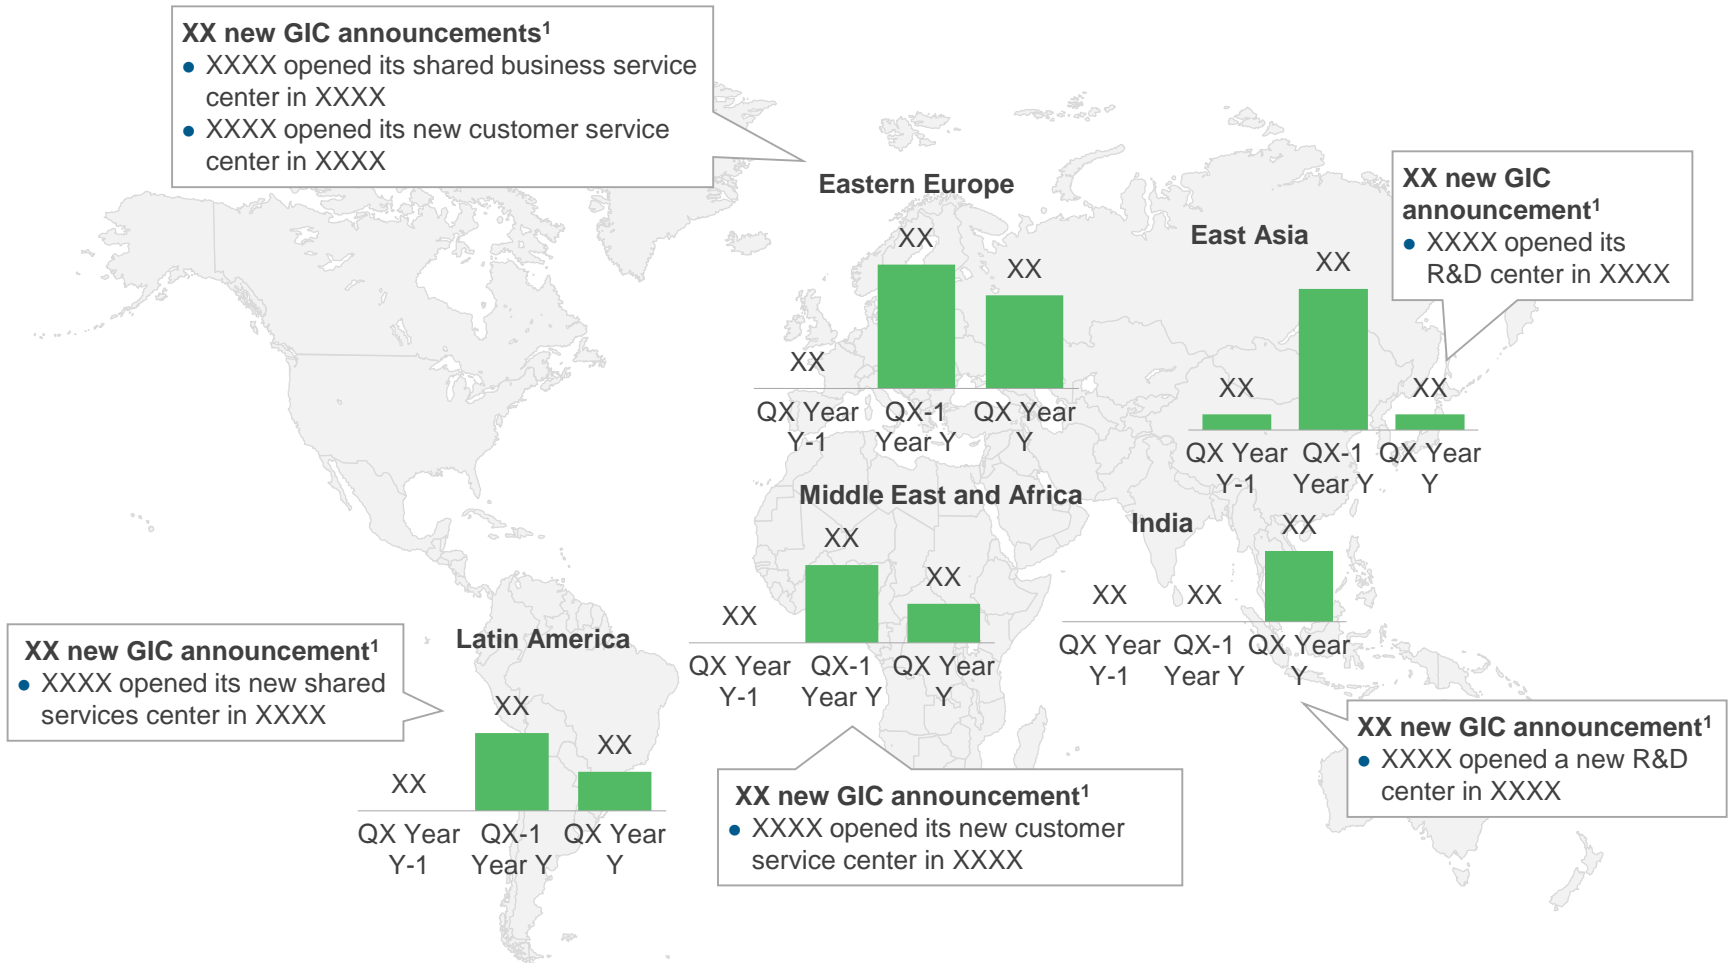 XX new GIC announcements¹
• XXXX opened its shared business service
center in XXXX
• XXXX opened its new customer service
center in XXXX
Eastern Europe
XX
XX
XX
QX Year
Y-1
QX-1
Year Y
QX Year
Y
XX new GIC
announcement¹
• XXXX opened its
R&D center in XXXX
East Asia
XX
XX
XX
QX Year
Y-1
QX-1
Year Y
QX Year
Y
Middle East and Africa
XX
XX
XX
QX Year
Y-1
QX-1
Year Y
QX Year
Y
India
XX
XX
XX
QX Year
Y-1
QX-1
Year Y
QX Year
Y
XX new GIC announcement¹
• XXXX opened its new shared
services center in XXXX
Latin America
XX
XX
XX
QX Year
Y-1
QX-1
Year Y
QX Year
Y
XX new GIC announcement¹
• XXXX opened its new customer
service center in XXXX
XX new GIC announcement¹
• XXXX opened a new R&D
center in XXXX